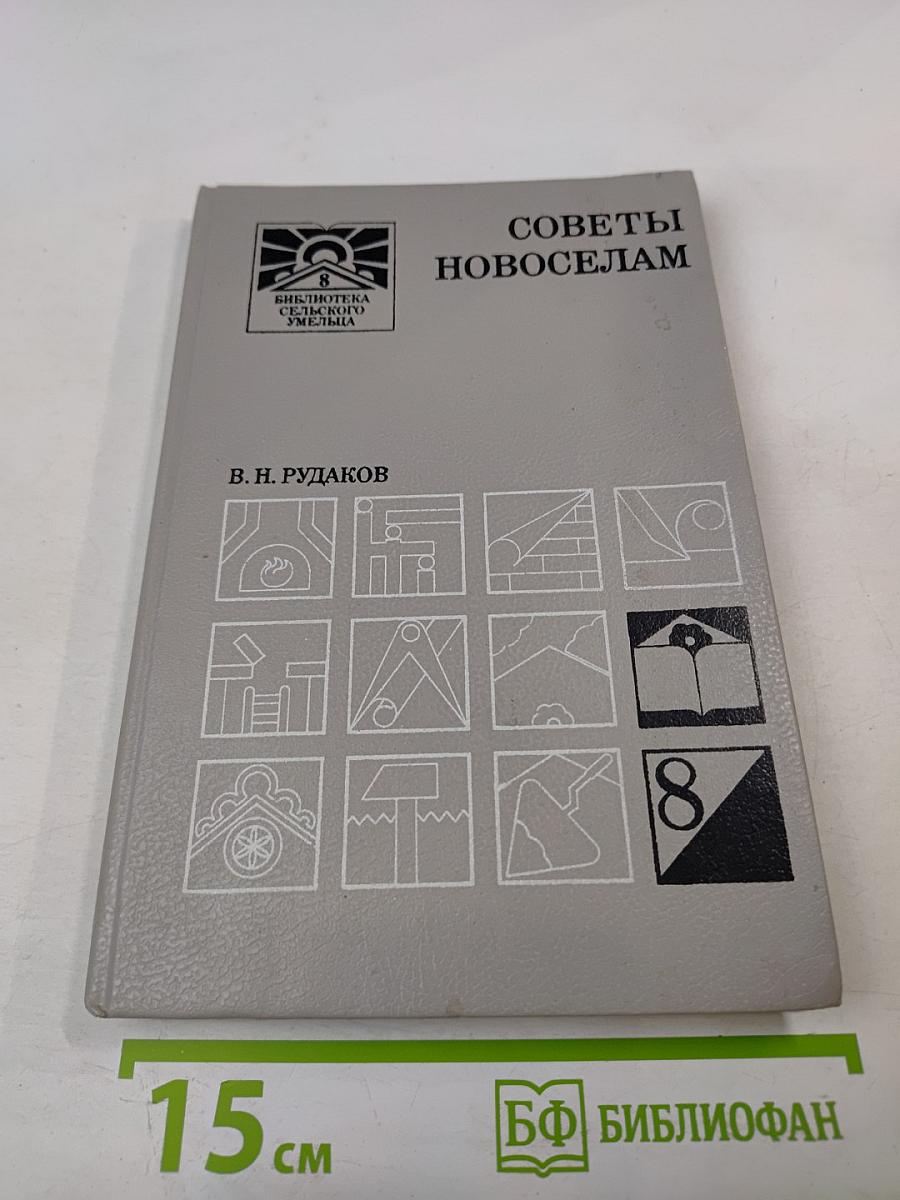 СОВЕТЫ
НОВОСЕЛАМ
8
БИБЛИОТЕКА
СЕЛЬСКОГО
УМЕЛЬЦА
В. Н. РУДАКОВ
8
15 см
БФ БИБЛИОФАН